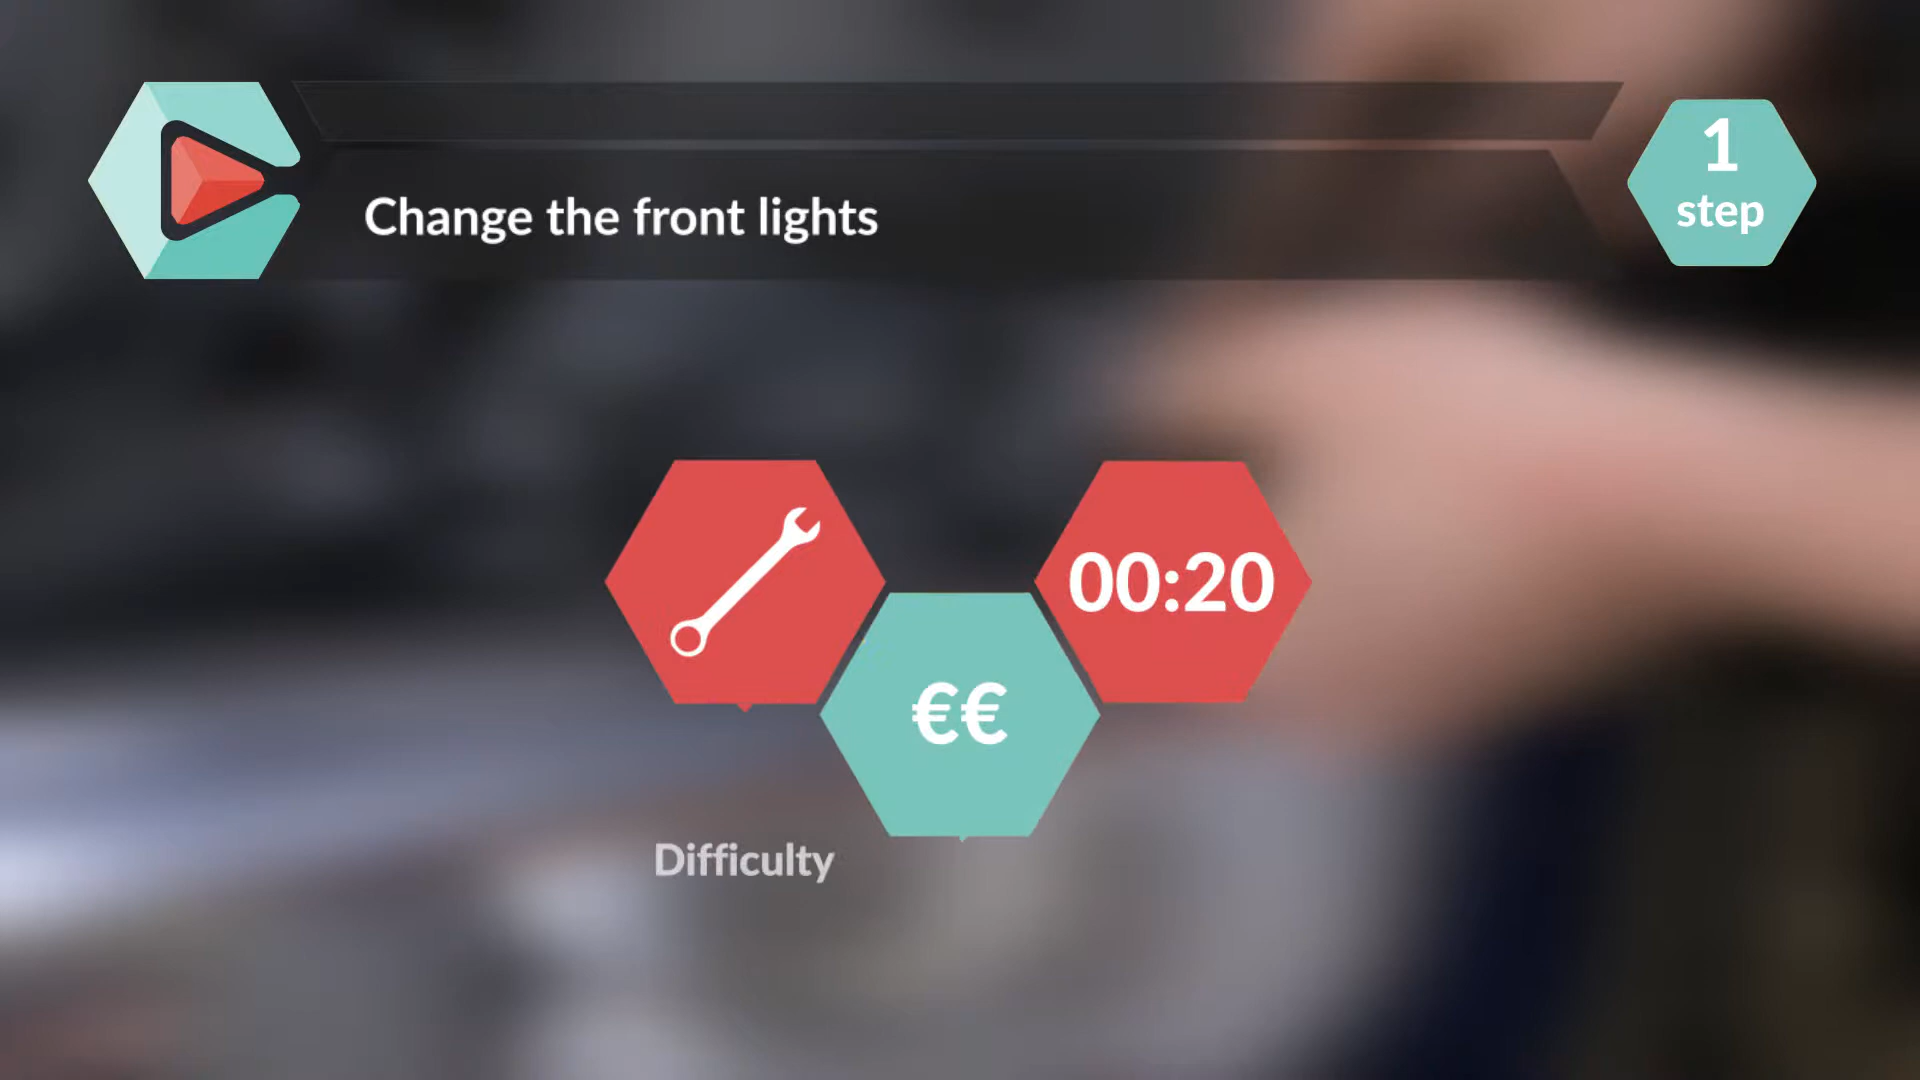 Change the front lights
1
step
00:20
€€
Difficulty